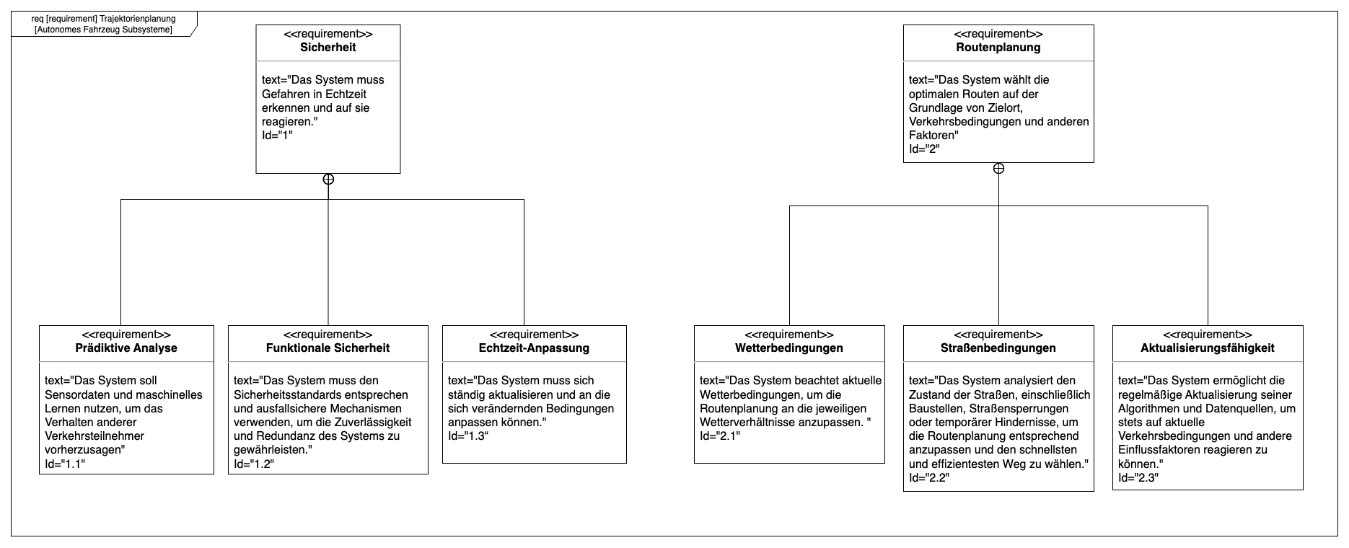 req [requirement] Trajektorienplanung
[Autonomes Fahrzeug Subsysteme]
<<requirement>>
Sicherheit
text="Das System muss
Gefahren in Echtzeit
erkennen und auf sie
reagieren."
Id="1"
<<requirement>>
Routenplanung
text="Das System wählt die
optimalen Routen auf der
Grundlage von Zielort,
Verkehrsbedingungen und anderen
Faktoren"
Id="2"
<<requirement>>
Prädiktive Analyse
text="Das System soll
Sensordaten und maschinelles
Lernen nutzen, um das
Verhalten anderer
Verkehrsteilnehmer
vorherzusagen"
Id="1.1"
<<requirement>>
Funktionale Sicherheit
text="Das System muss den
Sicherheitsstandards entsprechen
und ausfallsichere Mechanismen
verwenden, um die Zuverlässigkeit
und Redundanz des Systems zu
gewährleisten."
Id="1.2"
<<requirement>>
Echtzeit-Anpassung
text="Das System muss sich
ständig aktualisieren und an die
sich verändernden Bedingungen
anpassen können."
Id="1.3"
<<requirement>>
Wetterbedingungen
text="Das System beachtet aktuelle
Wetterbedingungen, um die
Routenplanung an die jeweiligen
Wetterverhältnisse anzupassen. "
Id="2.1"
<<requirement>>
Straßenbedingungen
text="Das System analysiert den
Zustand der Straßen, einschließlich
Baustellen, Straßensperrungen
oder temporärer Hindernisse, um
die Routenplanung entsprechend
anzupassen und den schnellsten
und effizientesten Weg zu wählen."
Id="2.2"
<<requirement>>
Aktualisierungsfähigkeit
text="Das System ermöglicht die
regelmäßige Aktualisierung seiner
Algorithmen und Datenquellen, um
stets auf aktuelle
Verkehrsbedingungen und andere
Einflussfaktoren reagieren zu
können."
Id="2.3"